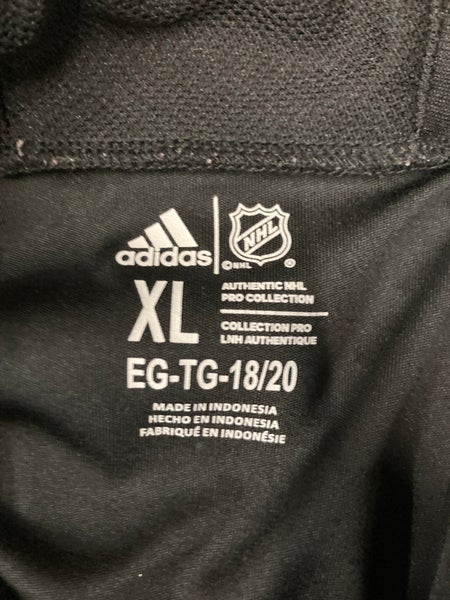 adidas
NHL
©NHL ®
AUTHENTIC NHL
PRO COLLECTION
XL
COLLECTION PRO
LNH AUTHENTIQUE
EG-TG-18/20
MADE IN INDONESIA
HECHO EN INDONESIA
FABRIQUÉ EN INDONÉSIE